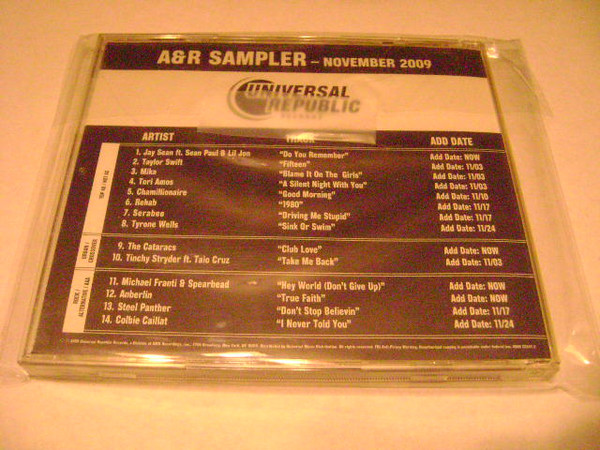 A&R SAMPLER – NOVEMBER 2009
UNIVERSAL
REPUBLIC
RECORDS
ARTIST TRACK ADD DATE
1. Jay Sean ft. Sean Paul & Lil Jon "Do You Remember" Add Date: NOW
2. Taylor Swift "Fifteen" Add Date: 11/03
3. Mika "Blame It On The Girls" Add Date: 11/03
4. Tori Amos "A Silent Night With You" Add Date: 11/03
5. Chamillionaire "Good Morning" Add Date: 11/10
6. Rehab "1980" Add Date: 11/17
7. Serabee "Driving Me Stupid" Add Date: 11/17
8. Tyrone Wells "Sink Or Swim" Add Date: 11/24
URBAN /
CROSSOVER
9. The Cataracs "Club Love" Add Date: NOW
10. Tinchy Stryder ft. Taio Cruz "Take Me Back" Add Date: 11/03
ROCK /
ALTERNATIVE / AAA
11. Michael Franti & Spearhead "Hey World (Don't Give Up)" Add Date: NOW
12. Anberlin "True Faith" Add Date: NOW
13. Steel Panther "Don't Stop Believin" Add Date: 11/17
14. Colbie Caillat "I Never Told You" Add Date: 11/24